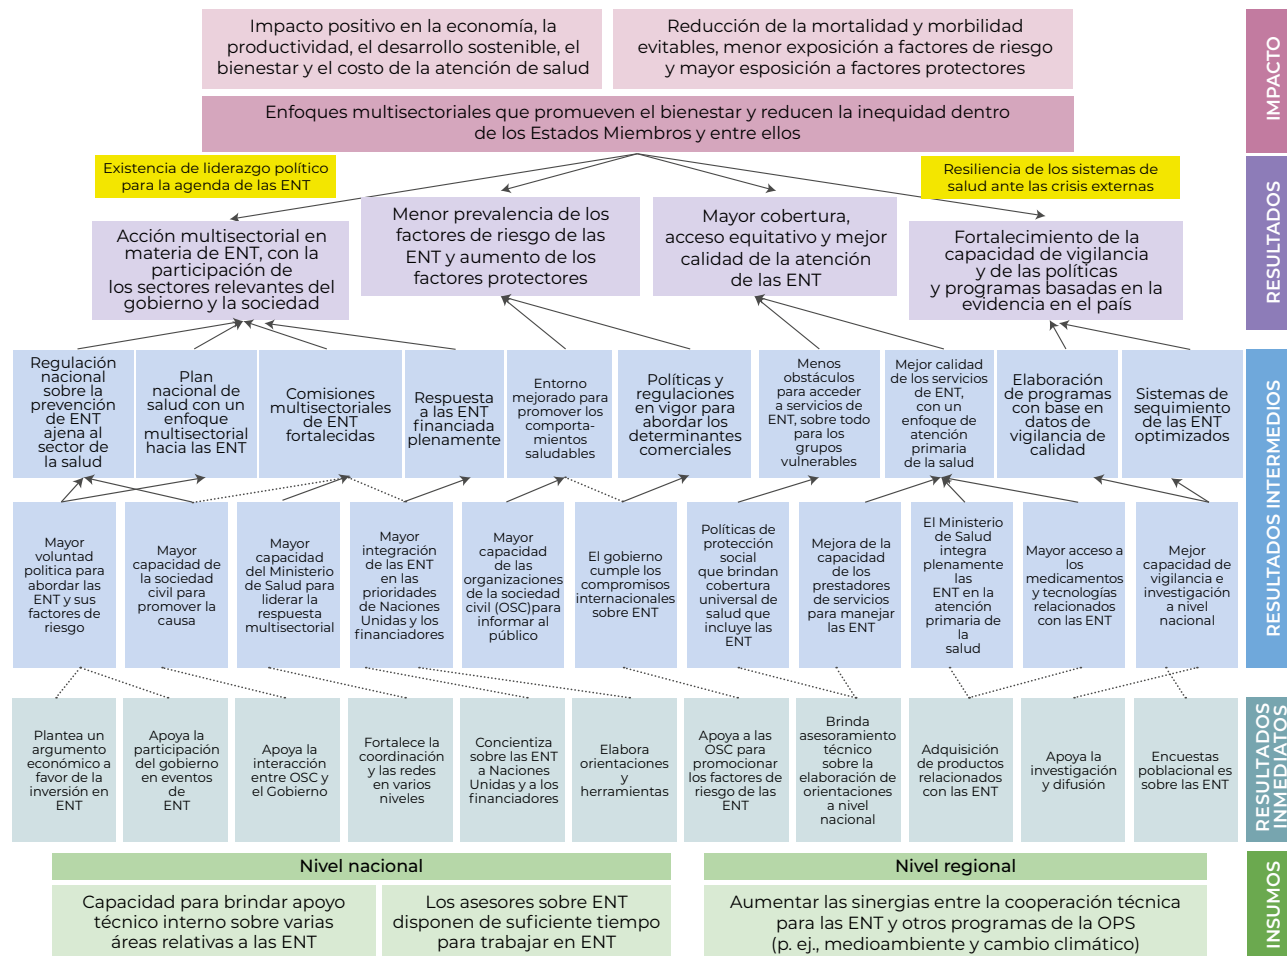 Impacto positivo en la economía, la
productividad, el desarrollo sostenible, el
bienestar y el costo de la atención de salud
Reducción de la mortalidad y morbilidad
evitables, menor exposición a factores de riesgo
y mayor esposición a factores protectores
IMPACTO
Enfoques multisectoriales que promueven el bienestar y reducen la inequidad dentro
de los Estados Miembros y entre ellos
Existencia de liderazgo político
para la agenda de las ENT
Resiliencia de los sistemas de
salud ante las crisis externas
RESULTADOS
Acción multisectorial en
materia de ENT, con la
participación de
los sectores relevantes del
gobierno y la sociedad
Menor prevalencia de los
factores de riesgo de las
ENT y aumento de los
factores protectores
Mayor cobertura,
acceso equitativo y mejor
calidad de la atención
de las ENT
Fortalecimiento de la
capacidad de vigilancia
y de las políticas
y programas basadas en la
evidencia en el país
RESULTADOS INTERMEDIOS
Regulación
nacional
sobre la
prevención
de ENT
ajena al
sector de
la salud
Plan
nacional de
salud con un
enfoque
multisectorial
hacia las ENT
Comisiones
multisectoriales
de ENT
fortalecidas
Respuesta
a las ENT
financiada
plenamente
Entorno
mejorado para
promover los
comporta-
mientos
saludables
Políticas y
regulaciones
en vigor para
abordar los
determinantes
comerciales
Menos
obstáculos
para acceder
a servicios de
ENT, sobre todo
para los
grupos
vulnerables
Mejor calidad
de los servicios
de ENT,
con un
enfoque de
atención
primaria
de la salud
Elaboración
de programas
con base en
datos de
vigilancia de
calidad
Sistemas de
sequimiento
de las ENT
optimizados
Mayor
voluntad
politica para
abordar las
ENT y sus
factores de
riesgo
Mayor
capacidad de
la sociedad
civil para
promover la
causa
Mayor
capacidad
del Ministerio
de Salud para
liderar la
respuesta
multisectorial
Mayor
integración
de las ENT
en las
prioridades
de Naciones
Unidas y los
financiadores
Mayor
capacidad
de las
organizaciones
de la sociedad
civil (OSC)para
informar al
público
El gobierno
cumple los
compromisos
internacionales
sobre ENT
Políticas de
protección
social
que brindan
cobertura
universal de
salud que
incluye las
ENT
Mejora de la
capacidad
de los
prestadores
de servicios
para manejar
las ENT
El Ministerio
de Salud
integra
plenamente
las
ENT en la
atención
primaria de
la
salud
Mayor acceso a
los
medicamentos
y tecnologías
relacionados
con las ENT
Mejor
capacidad de
vigilancia e
investigación
a nivel
nacional
RESULTADOS
INMEDIATOS
Plantea un
argumento
económico a
favor de la
inversión en
ENT
Apoya la
participación
del gobierno
en eventos
de
ENT
Apoya la
interacción
entre OSC y
el Gobierno
Fortalece la
coordinación
y las redes
en varios
niveles
Concientiza
sobre las ENT
a Naciones
Unidas y a los
financiadores
Elabora
orientaciones
y
herramientas
Apoya a las
OSC para
promocionar
los factores de
riesgo de las
ENT
Brinda
asesoramiento
técnico
sobre la
elaboración de
orientaciones
a nivel
nacional
Adquisición
de productos
relacionados
con las ENT
Apoya la
investigación
y difusión
Encuestas
poblacional es
sobre las ENT
INSUMOS
Nivel nacional
Capacidad para brindar apoyo
técnico interno sobre varias
áreas relativas a las ENT
Los asesores sobre ENT
disponen de suficiente tiempo
para trabajar en ENT
Nivel regional
Aumentar las sinergias entre la cooperación técnica
para las ENT y otros programas de la OPS
(p. ej., medioambiente y cambio climático)